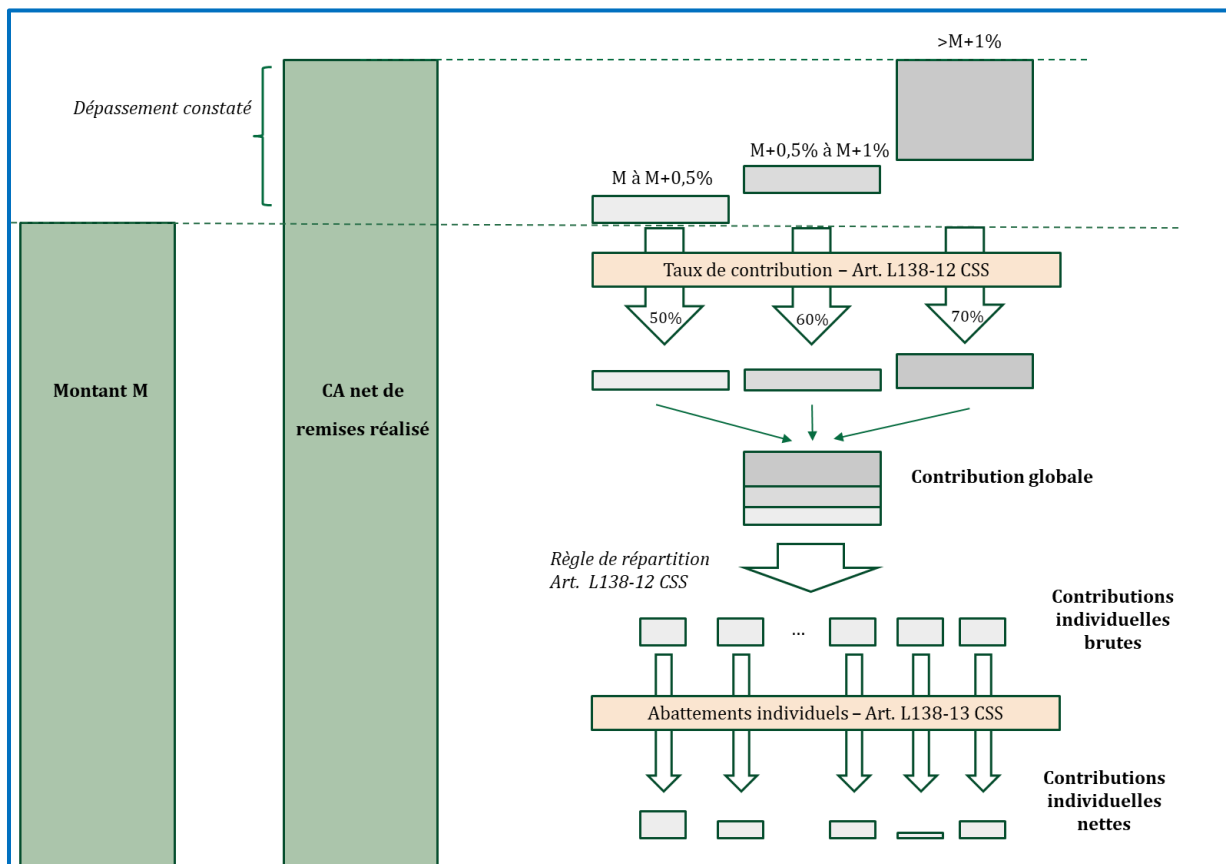 >M+1%
Dépassement constaté
M+0,5% à M+1%
M à M+0,5%
Taux de contribution – Art. L138-12 CSS
50%
60%
70%
Montant M
CA net de
remises réalisé
Contribution globale
Règle de répartition
Art. L138-12 CSS
Contributions
individuelles
brutes
...
Abattements individuels – Art. L138-13 CSS
Contributions
individuelles
nettes